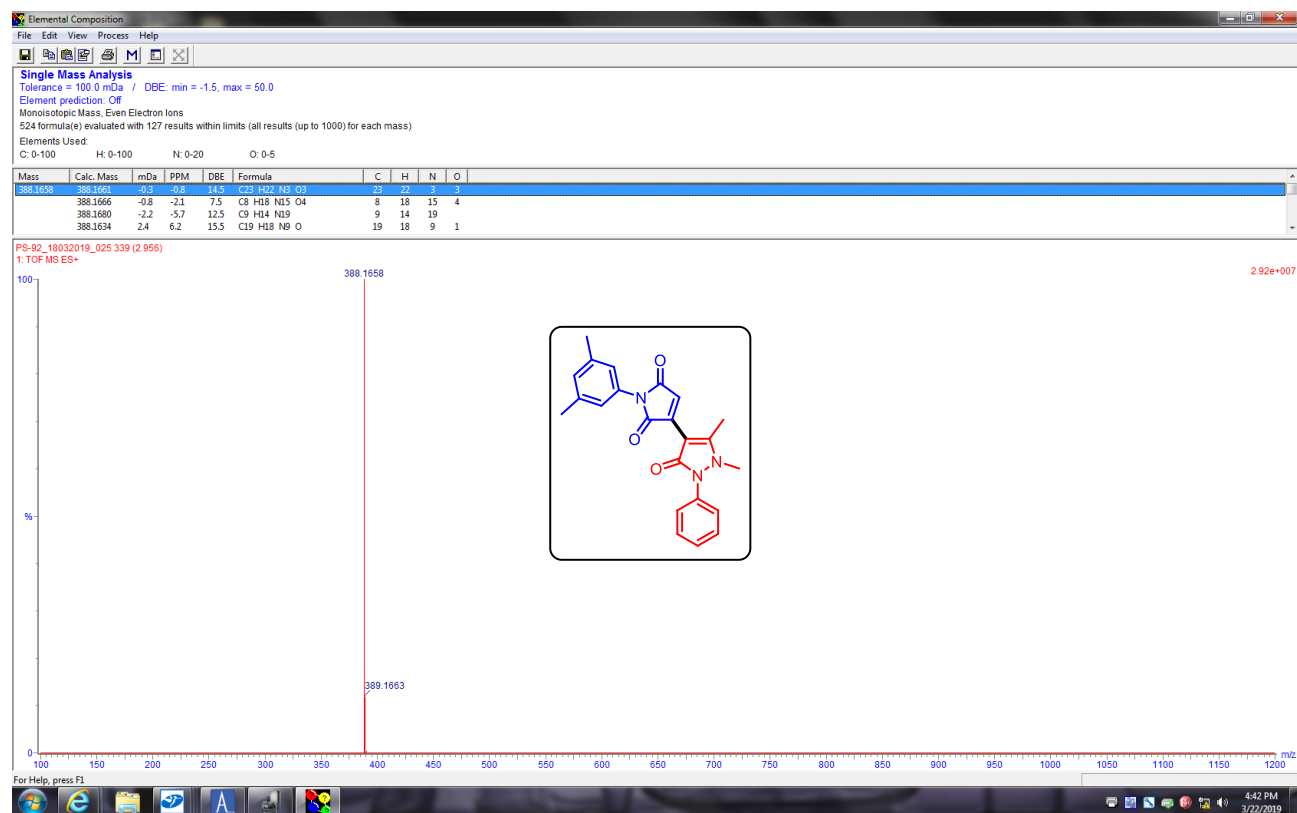 Elemental Composition
File Edit View Process Help
M
Single Mass Analysis
Tolerance = 100.0 mDa / DBE: min = -1.5, max = 50.0
Element prediction: Off
Monoisotopic Mass, Even Electron Ions
524 formula(e) evaluated with 127 results within limits (all results (up to 1000) for each mass)
Elements Used:
C: 0-100 H: 0-100 N: 0-20 O: 0-5
Mass Calc. Mass mDa PPM DBE Formula C H N O
388.1658 388.1661 -0.3 -0.8 14.5 C23 H22 N3 O3 23 22 3 3
388.1666 -0.8 -2.1 7.5 C8 H18 N15 O4 8 18 15 4
388.1680 -2.2 -5.7 12.5 C9 H14 N19 9 14 19
388.1634 2.4 6.2 15.5 C19 H18 N9 O 19 18 9 1
PS-92_18032019_025 339 (2.956)
1: TOF MS ES+
2.92e+007
388.1658
100
%
0
389.1663
O
N
O
O
N
N
100 150 200 250 300 350 400 450 500 550 600 650 700 750 800 850 900 950 1000 1050 1100 1150 1200
m/z
For Help, press F1
4:42 PM
3/22/2019